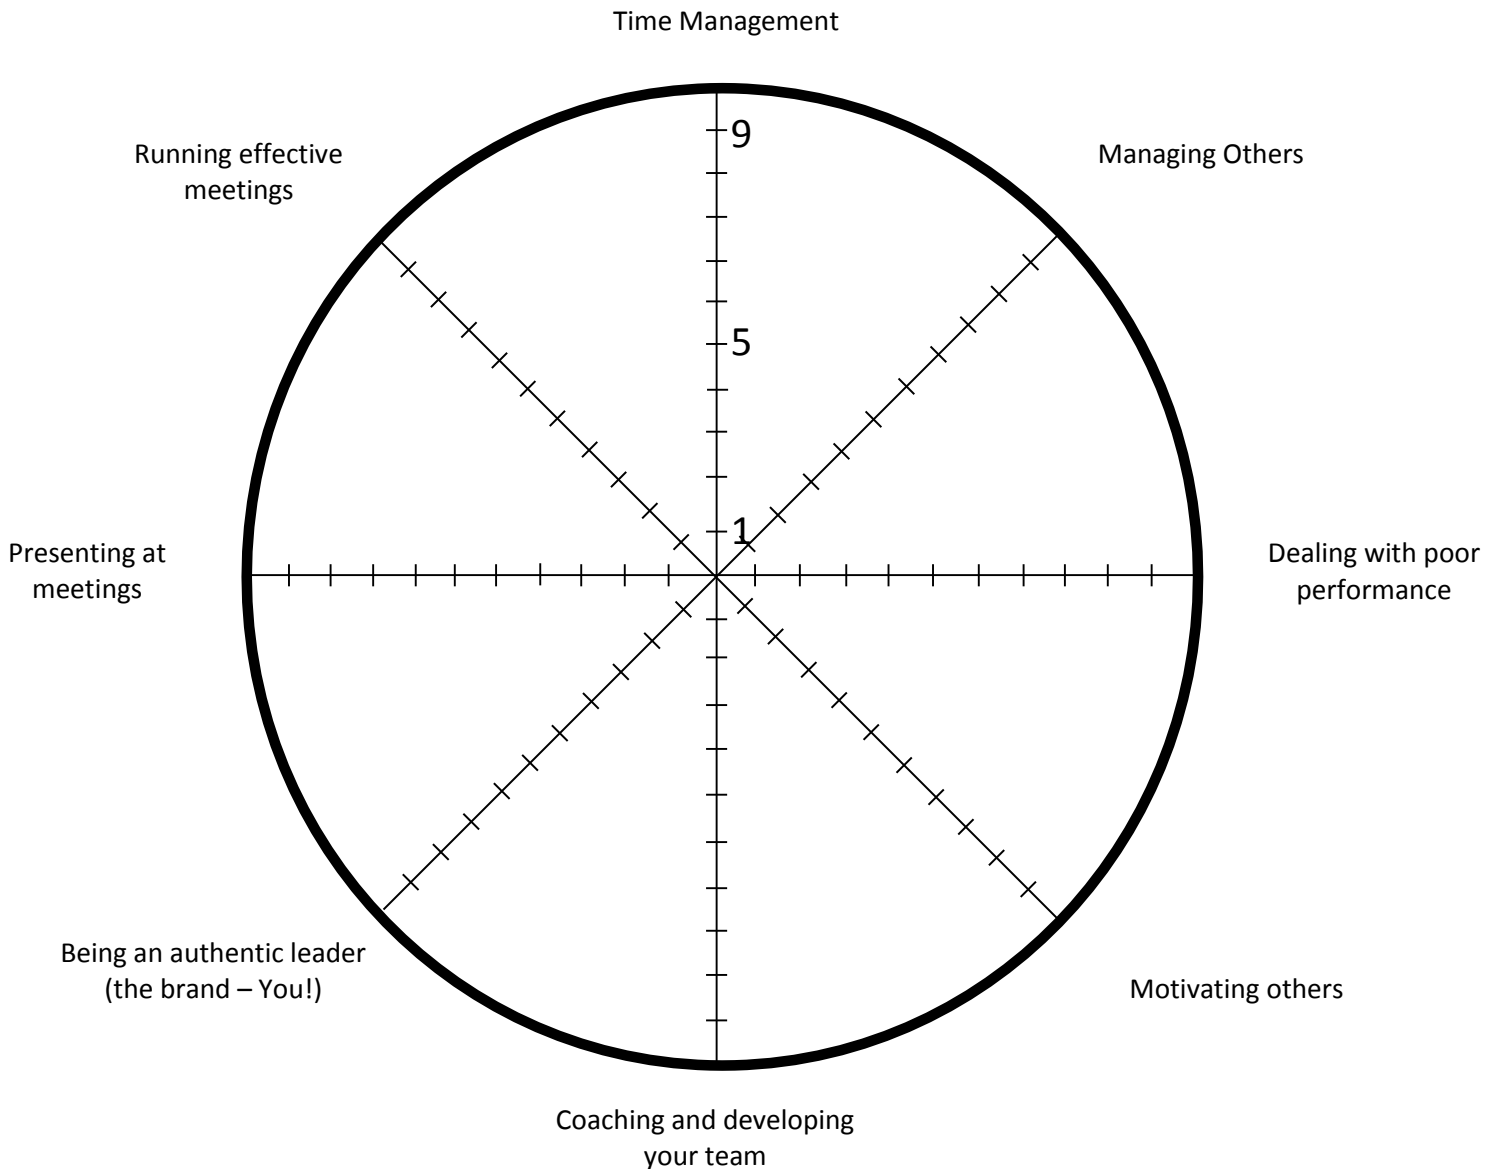 Time Management
9
Running effective
meetings
Managing Others
5
1
Presenting at
meetings
Dealing with poor
performance
Being an authentic leader
(the brand – You!)
Motivating others
Coaching and developing
your team